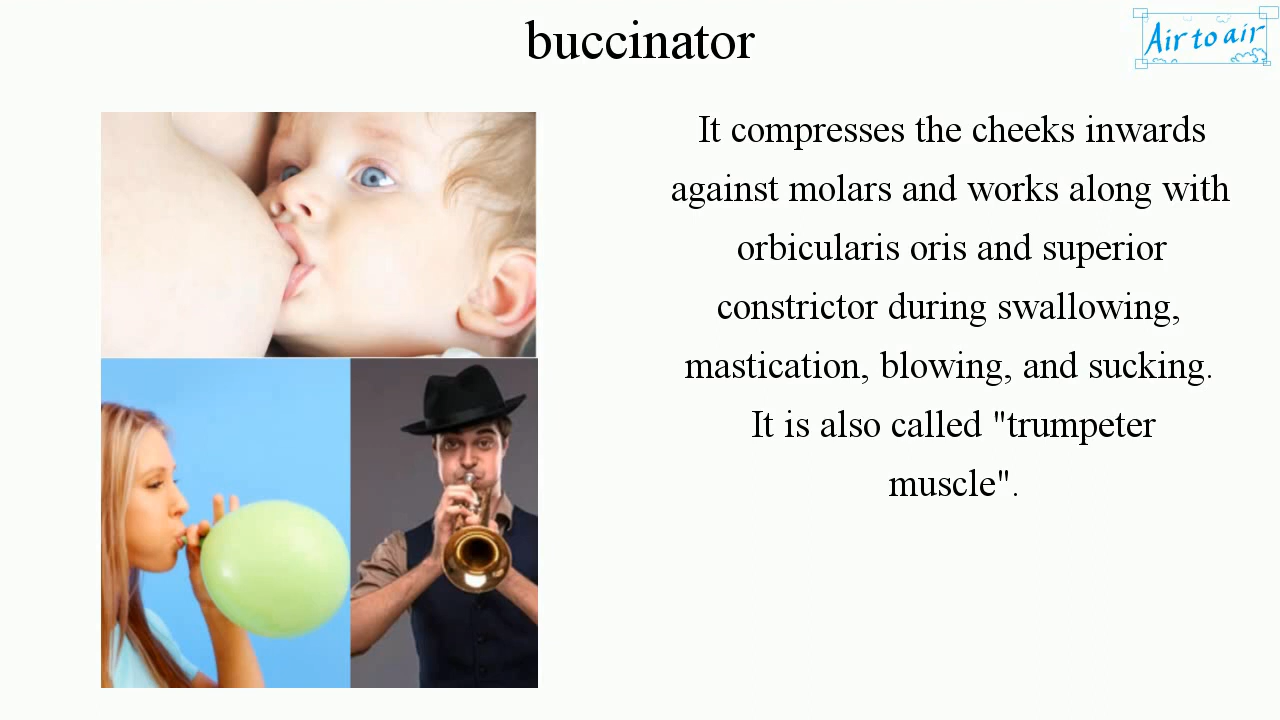 buccinator
Air to air
It compresses the cheeks inwards
against molars and works along with
orbicularis oris and superior
constrictor during swallowing,
mastication, blowing, and sucking.
It is also called "trumpeter
muscle".